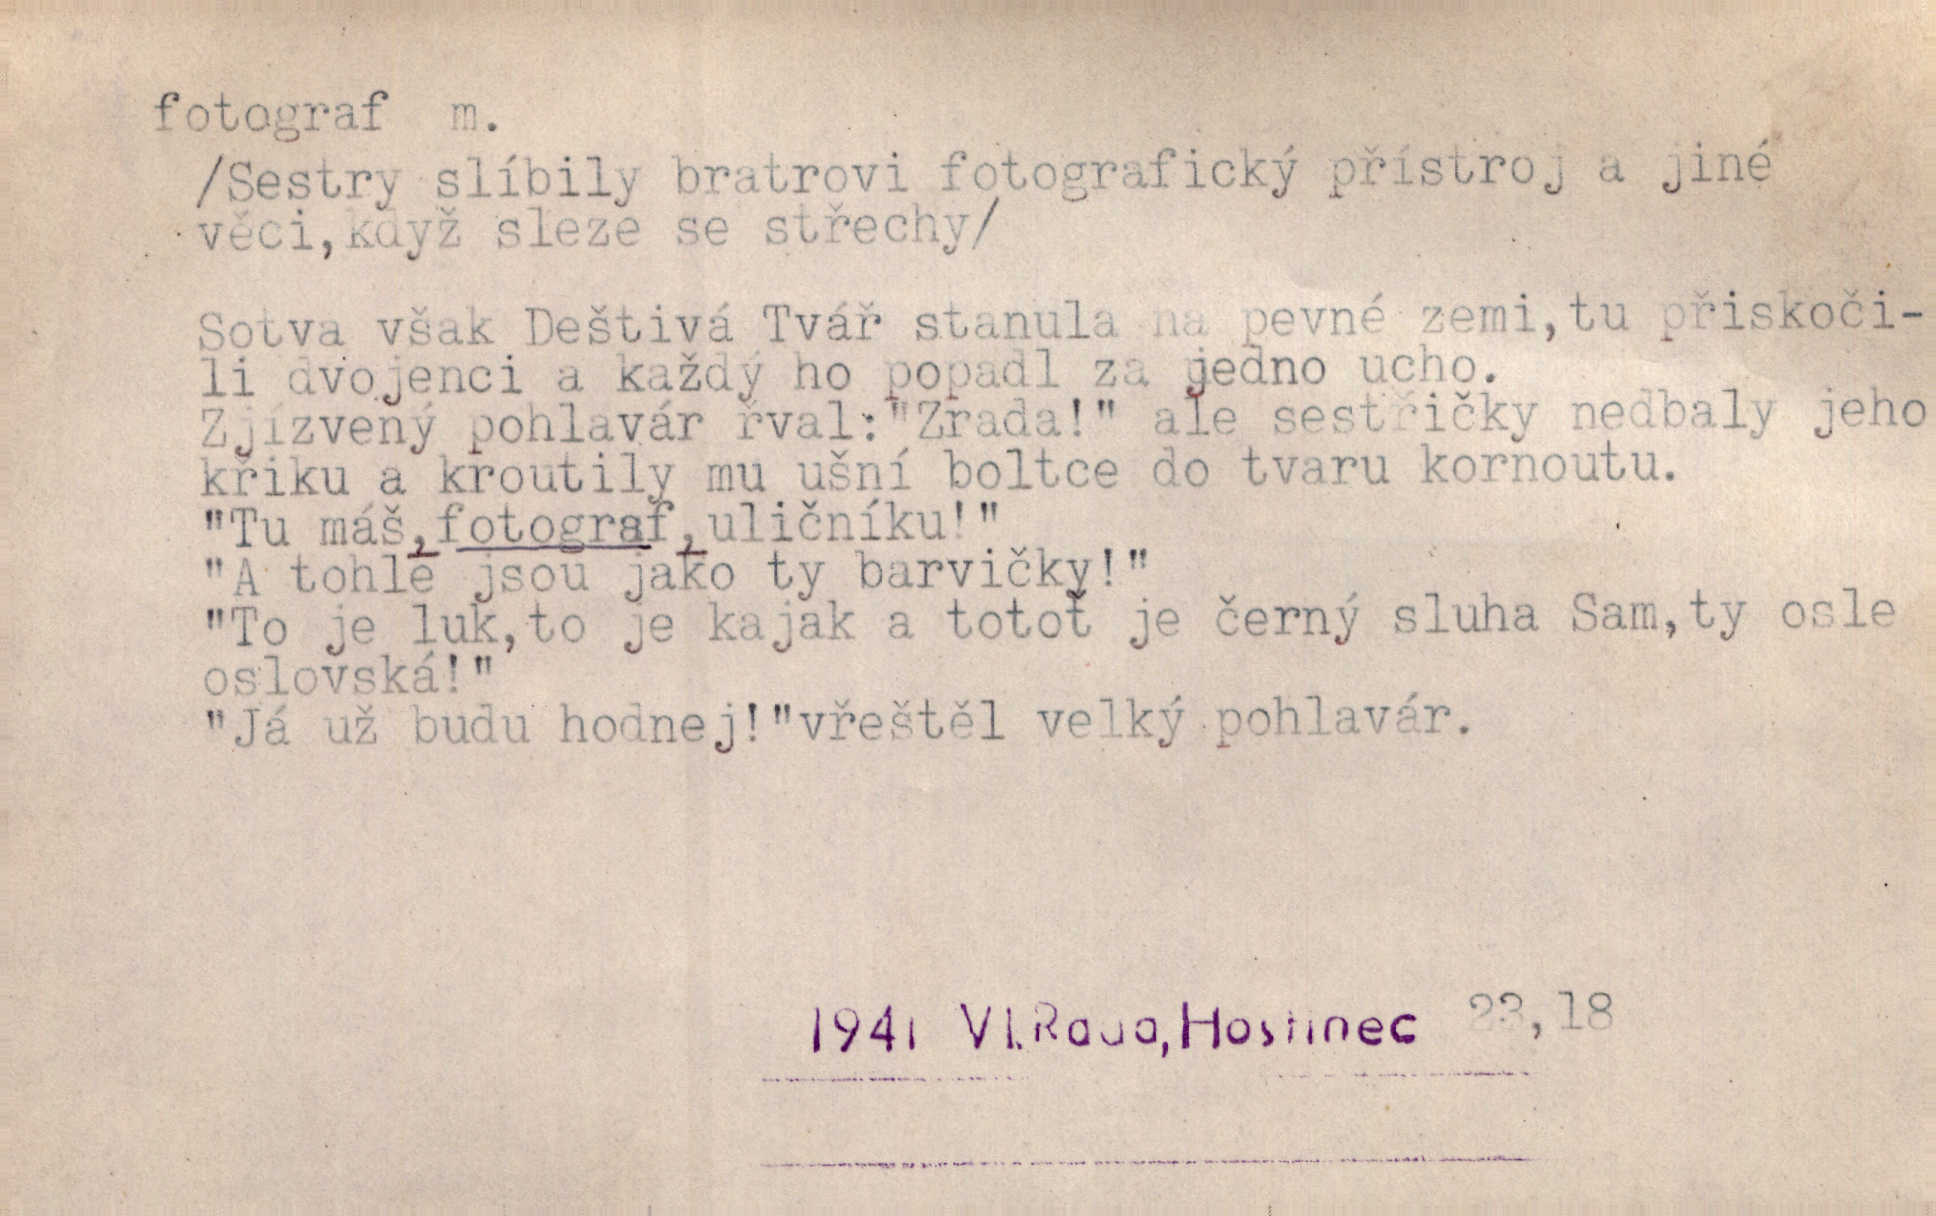 fotograf m.
/Sestry slíbily bratrovi fotografický přístroj a jiné
věci,když sleze se střechy/
Sotva však Deštivá Tvář stanula na pevné zemi,tu přiskoči-
li dvojenci a každý ho popadl za jedno ucho.
Zjízvený pohlavár řval:"Zrada!" ale sestřičky nedbaly jeho
křiku a kroutily mu ušní boltce do tvaru kornoutu.
"Tu máš,fotograf,uličníku!"
"A tohle jsou jako ty barvičky!"
"To je luk,to je kajak a totoť je černý sluha Sam,ty osle
oslovská!"
"Já už budu hodnej!"vřeštěl velký pohlavár.
1941 Vl.Rada,Hostinec 23,18